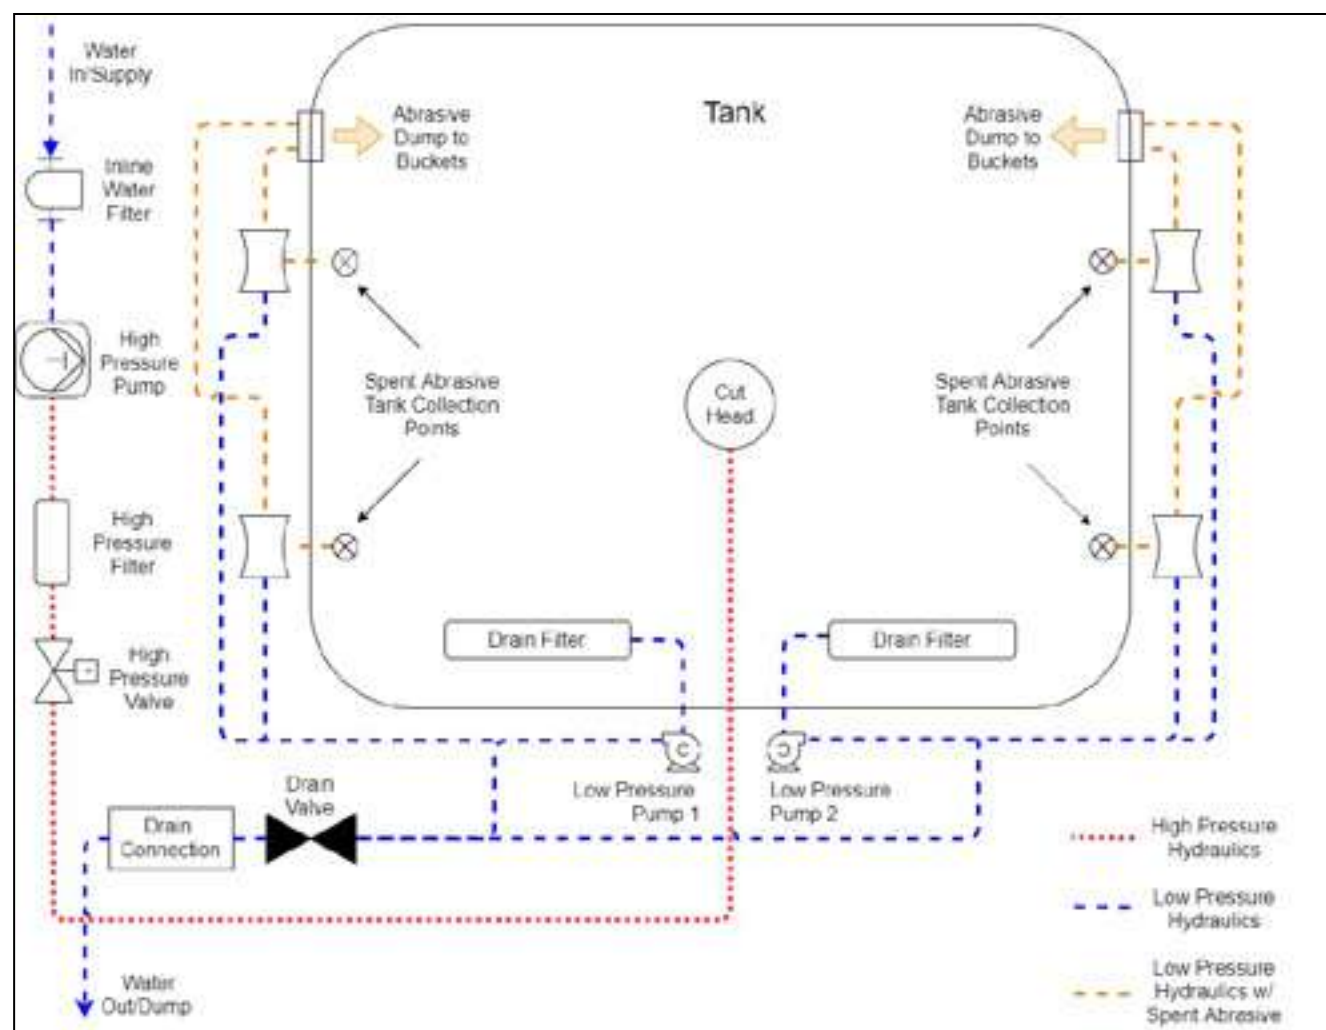 Water
In/Supply
Inline
Water
Filter
High
Pressure
Pump
High
Pressure
Filter
High
Pressure
Valve
Tank
Abrasive
Dump to
Buckets
Abrasive
Dump to
Buckets
Spent Abrasive
Tank Collection
Points
Spent Abrasive
Tank Collection
Points
Cut
Head
Drain Filter
Drain Filter
Low Pressure
Pump 1
Low Pressure
Pump 2
Drain
Valve
Drain
Connection
Water
Out/Dump
High Pressure
Hydraulics
Low Pressure
Hydraulics
Low Pressure
Hydraulics w/
Spent Abrasive